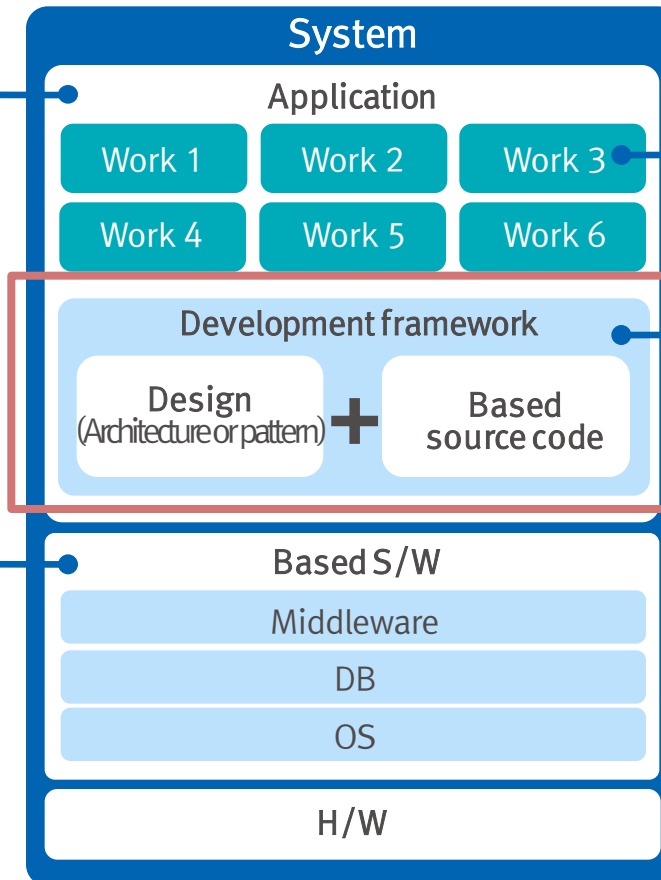 System
Application
Work 1
Work 2
Work 3
Work 4
Work 5
Work 6
Development framework
Design
(Architecture or pattern)
+
Based
source code
Based S/W
Middleware
DB
OS
H/W